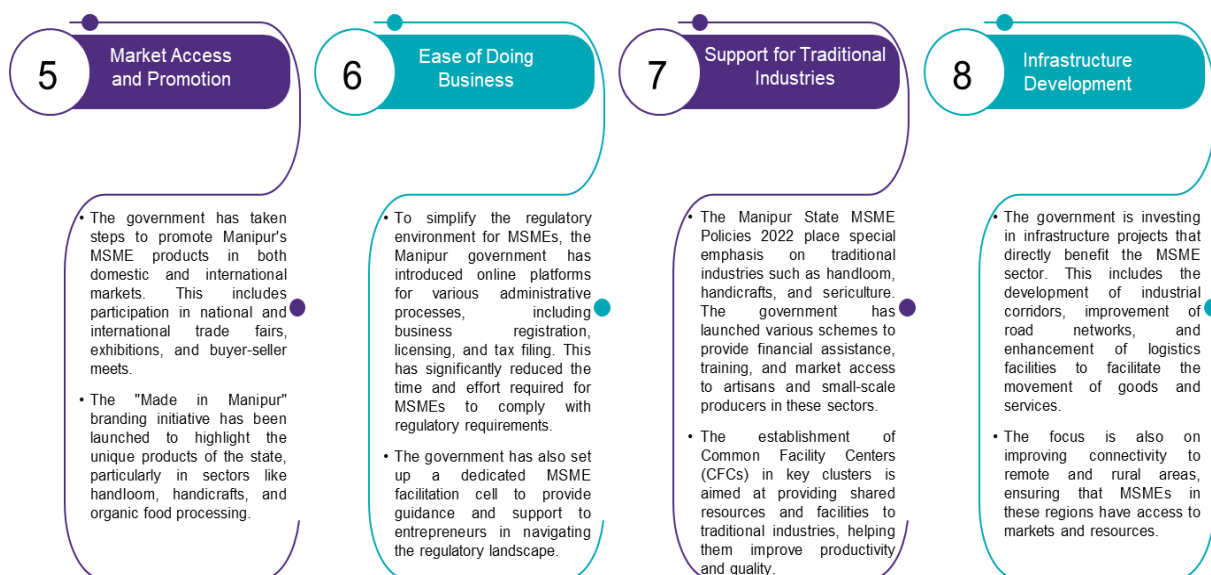 5
Market Access
and Promotion
• The government has taken
steps to promote Manipur's
MSME products in both
domestic and international
markets. This includes
participation in national and
international trade fairs,
exhibitions, and buyer-seller
meets.
• The "Made in Manipur"
branding initiative has been
launched to highlight the
unique products of the state,
particularly in sectors like
handloom, handicrafts, and
organic food processing.
6
Ease of Doing
Business
• To simplify the regulatory
environment for MSMEs, the
Manipur government has
introduced online platforms
for various administrative
processes, including
business registration,
licensing, and tax filing. This
has significantly reduced the
time and effort required for
MSMEs to comply with
regulatory requirements.
• The government has also set
up a dedicated MSME
facilitation cell to provide
guidance and support to
entrepreneurs in navigating
the regulatory landscape.
7
Support for Traditional
Industries
• The Manipur State MSME
Policies 2022 place special
emphasis on traditional
industries such as handloom,
handicrafts, and sericulture.
The government has
launched various schemes to
provide financial assistance,
training, and market access
to artisans and small-scale
producers in these sectors.
• The establishment of
Common Facility Centers
(CFCs) in key clusters is
aimed at providing shared
resources and facilities to
traditional industries, helping
them improve productivity
and quality.
8
Infrastructure
Development
• The government is investing
in infrastructure projects that
directly benefit the MSME
sector. This includes the
development of industrial
corridors, improvement of
road networks, and
enhancement of logistics
facilities to facilitate the
movement of goods and
services.
• The focus is also on
improving connectivity to
remote and rural areas,
ensuring that MSMEs in
these regions have access to
markets and resources.